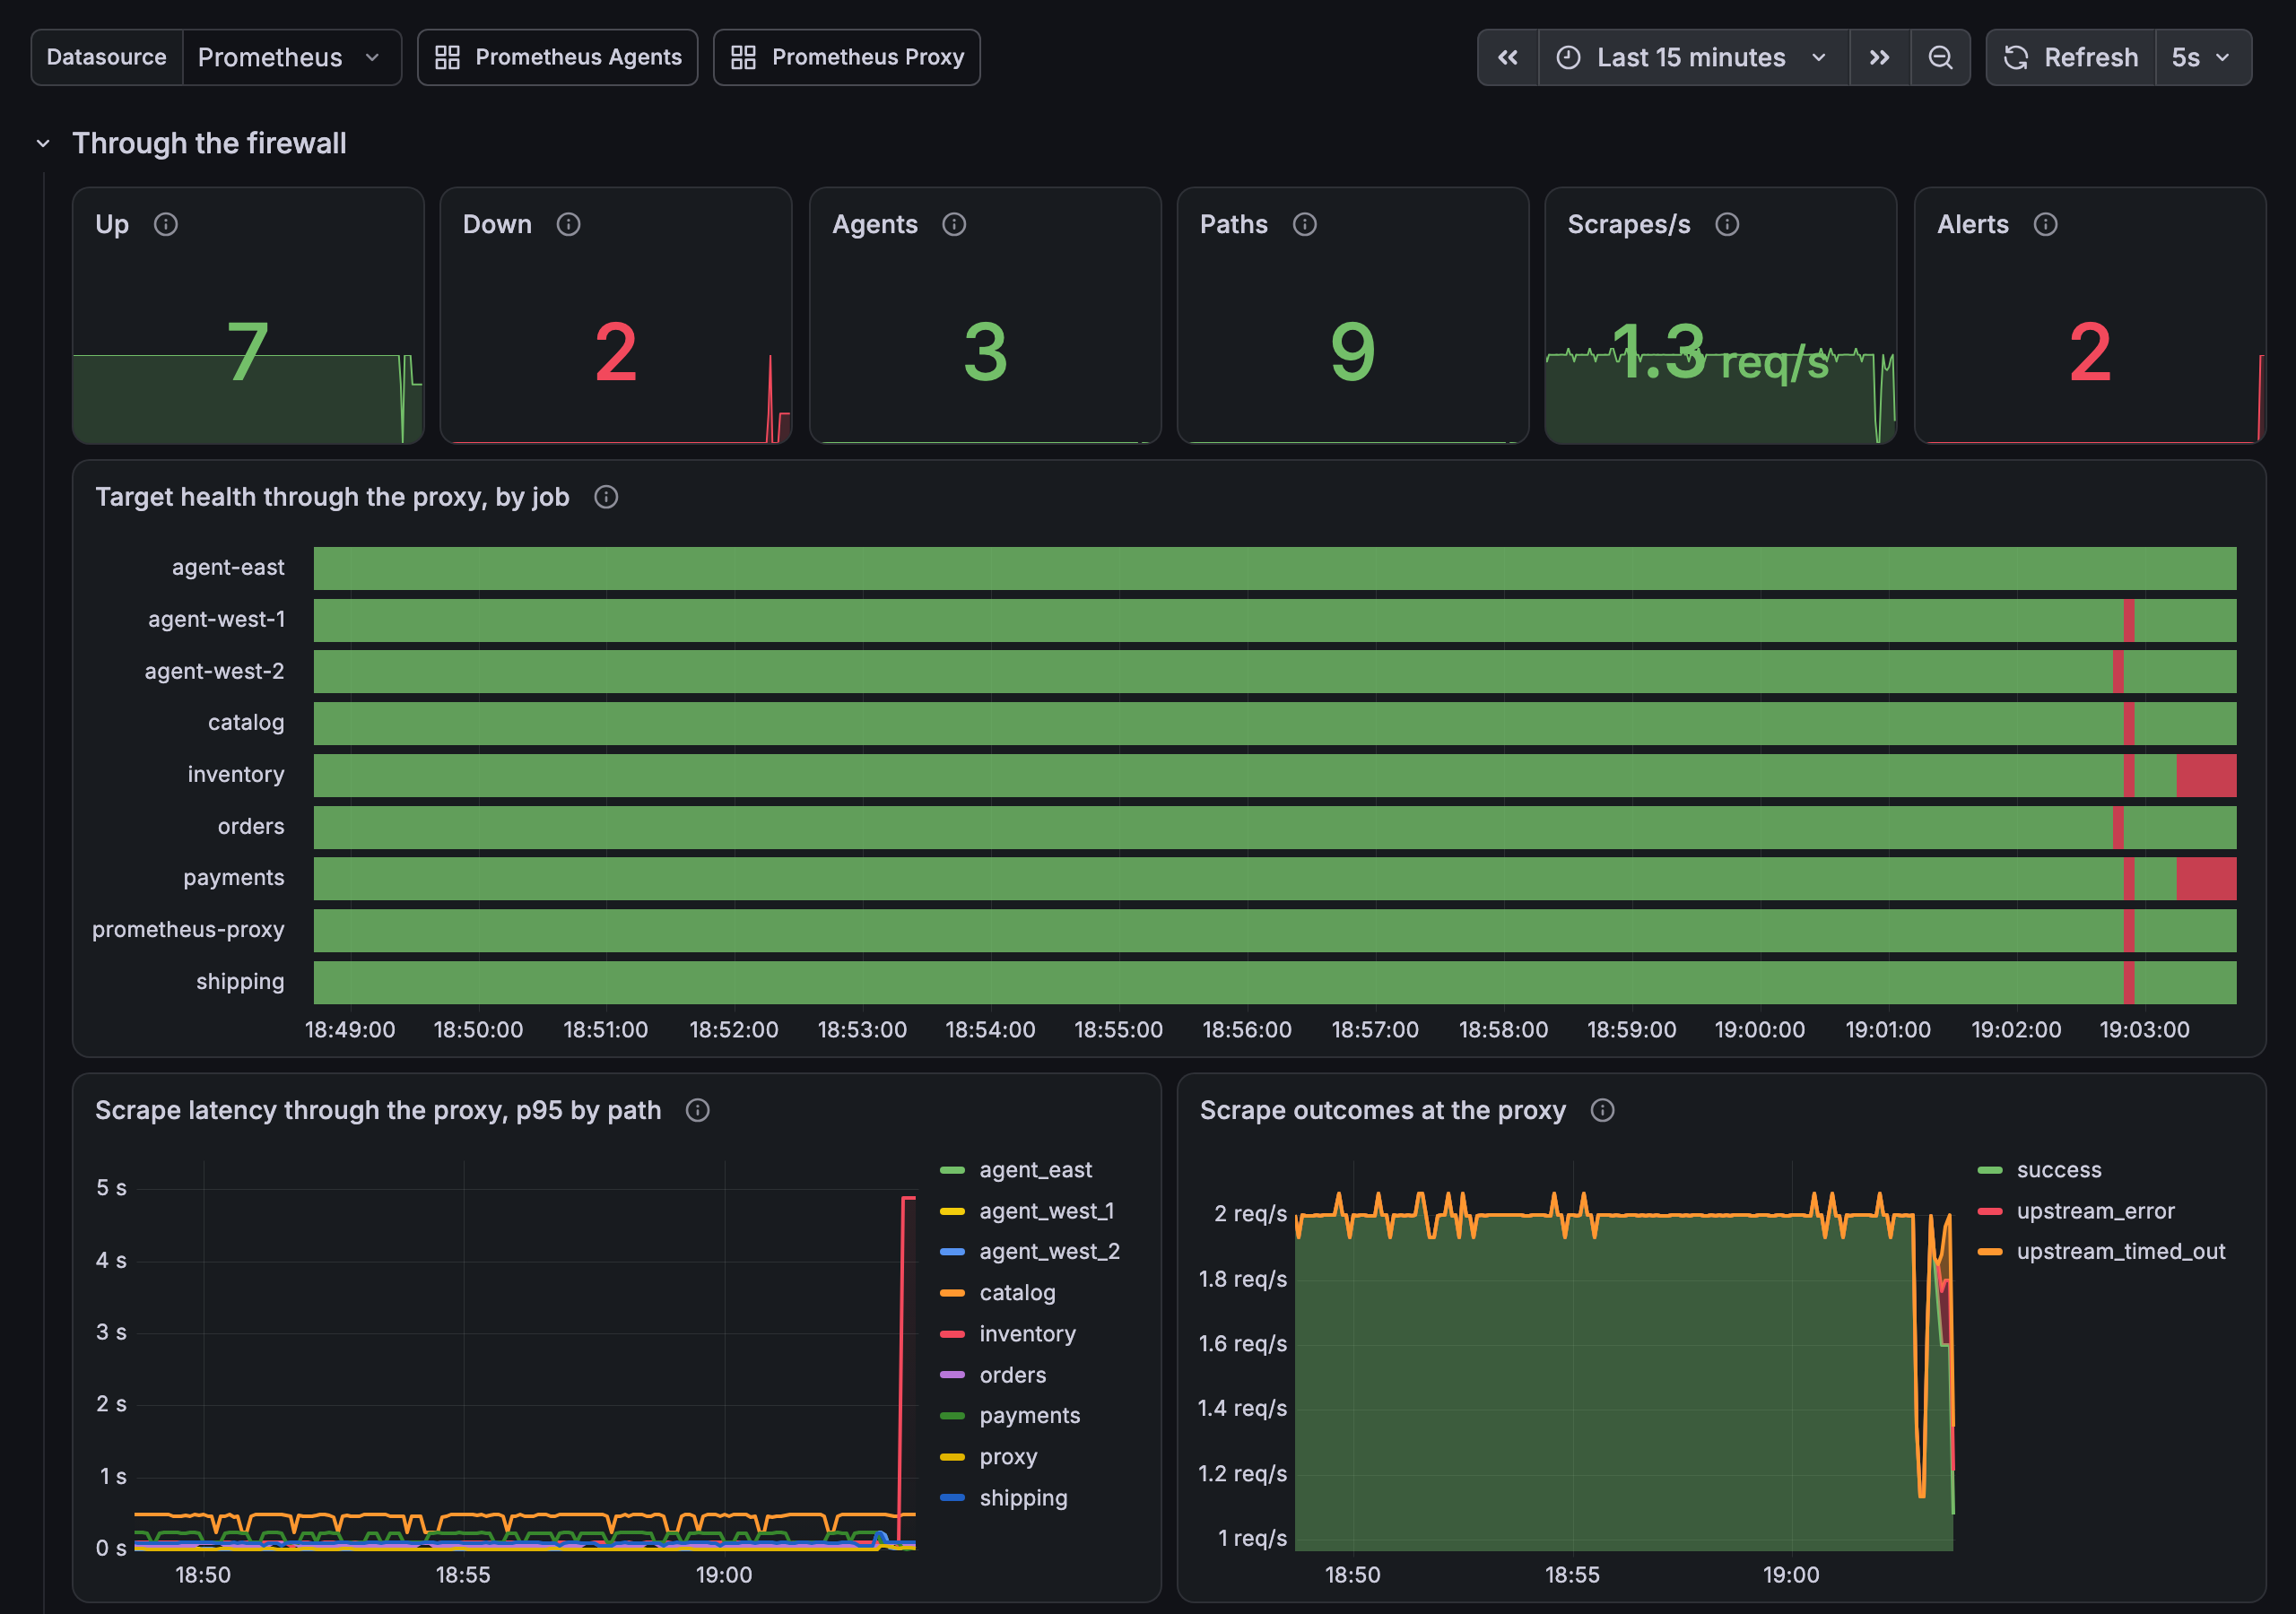 Datasource Prometheus Prometheus Agents Prometheus Proxy Last 15 minutes Refresh 5s
Through the firewall
Up Down Agents Paths Scrapes/s Alerts
7 2 3 9 1.3 req/s 2
Target health through the proxy, by job
agent-east
agent-west-1
agent-west-2
catalog
inventory
orders
payments
prometheus-proxy
shipping
18:49:00 18:50:00 18:51:00 18:52:00 18:53:00 18:54:00 18:55:00 18:56:00 18:57:00 18:58:00 18:59:00 19:00:00 19:01:00 19:02:00 19:03:00
Scrape latency through the proxy, p95 by path
5 s
4 s
3 s
2 s
1 s
0 s
18:50 18:55 19:00
agent_east
agent_west_1
agent_west_2
catalog
inventory
orders
payments
proxy
shipping
Scrape outcomes at the proxy
2 req/s
1.8 req/s
1.6 req/s
1.4 req/s
1.2 req/s
1 req/s
18:50 18:55 19:00
success
upstream_error
upstream_timed_out